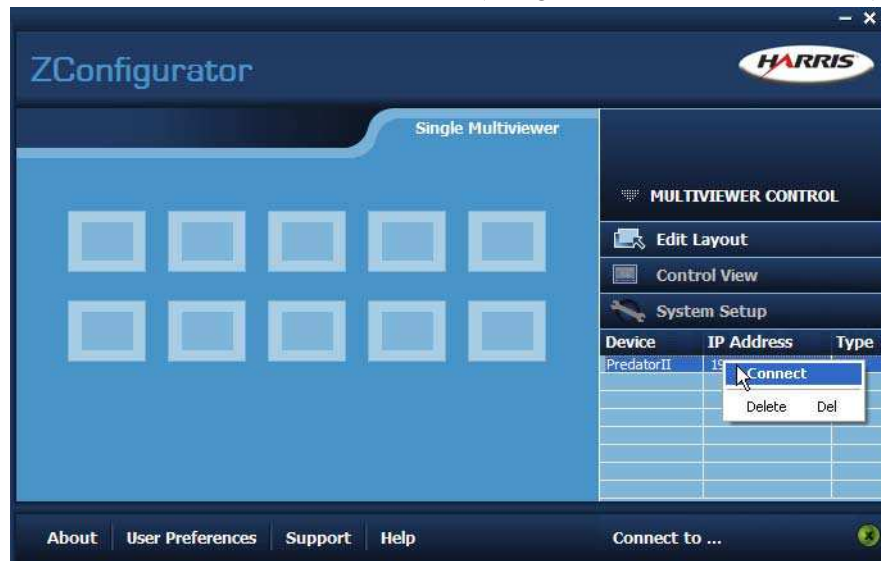 ZConfigurator
HARRIS
Single Multiviewer
MULTIVIEWER CONTROL
Edit Layout
Control View
System Setup
Device IP Address Type
PredatorII
Connect
Delete Del
About User Preferences Support Help
Connect to ...